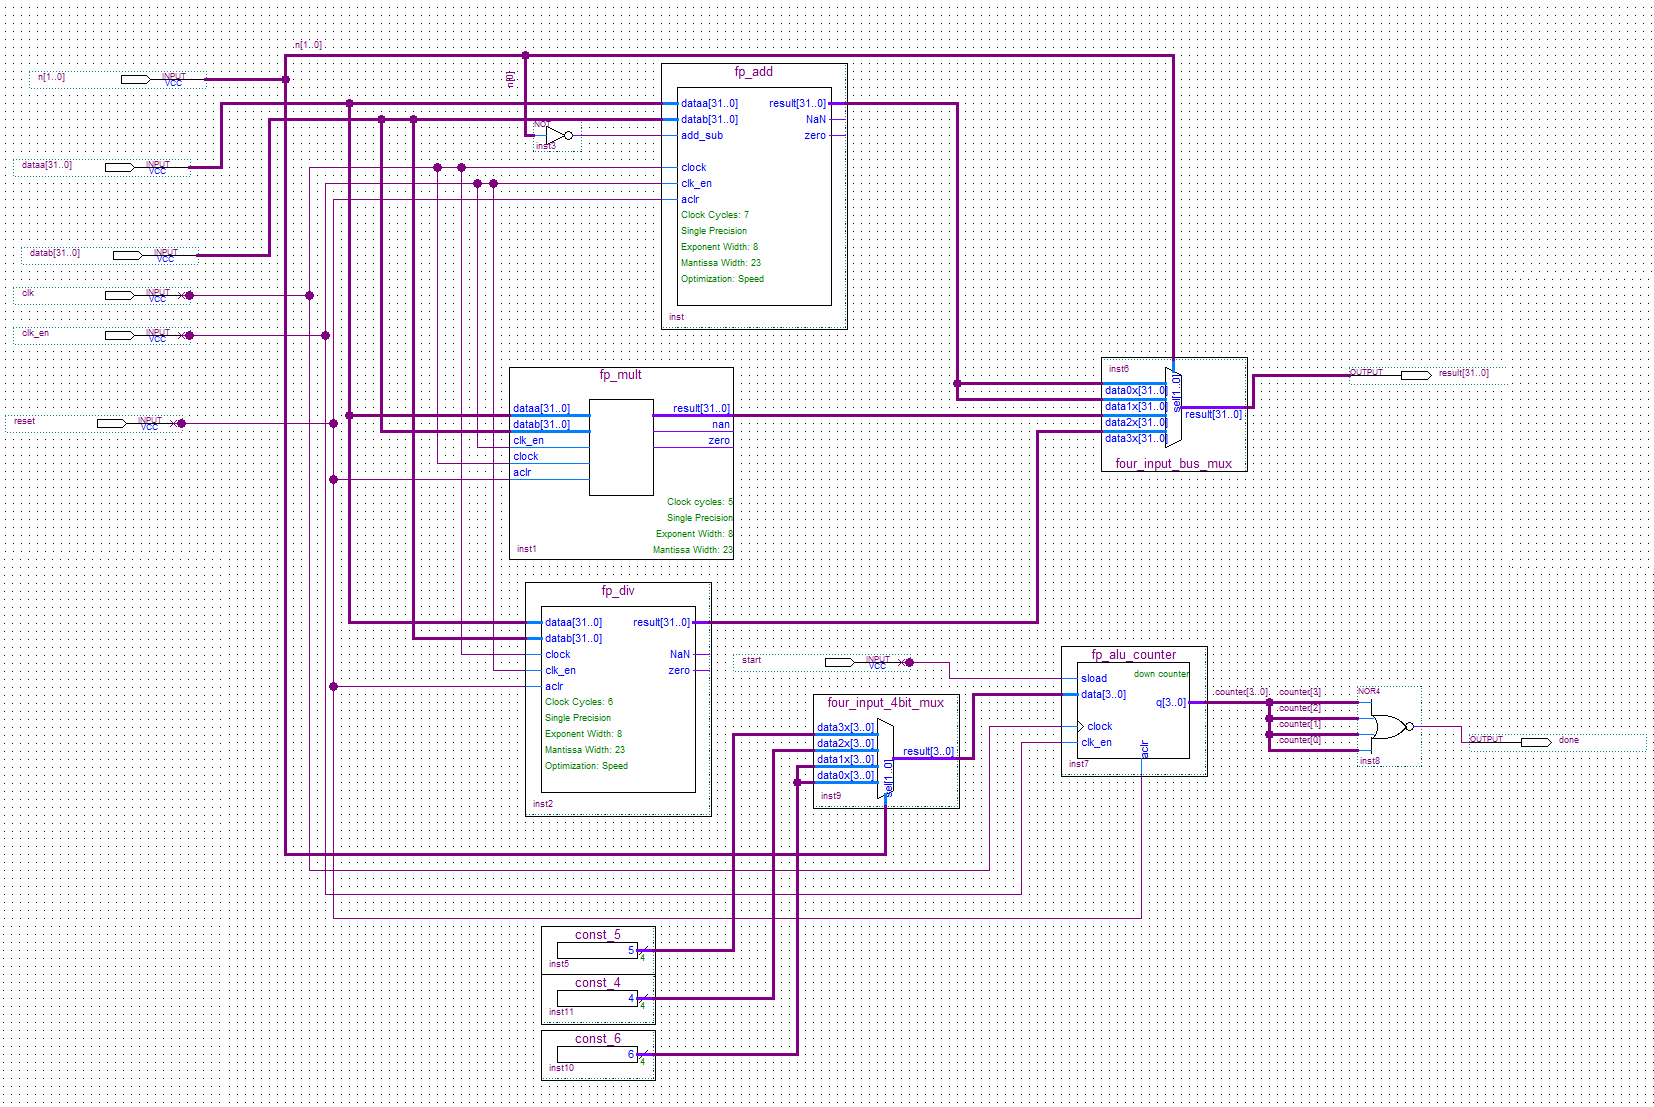 n[1..0]
n[1..0]
INPUT
VCC
n[0]
dataa[31..0]
INPUT
VCC
datab[31..0]
INPUT
VCC
clk
INPUT
VCC
clk_en
INPUT
VCC
reset
INPUT
VCC
NOT
inst3
fp_add
dataa[31..0]
result[31..0]
datab[31..0]
NaN
add_sub
zero
clock
clk_en
aclr
Clock Cycles: 7
Single Precision
Exponent Width: 8
Mantissa Width: 23
Optimization: Speed
inst
fp_mult
dataa[31..0]
result[31..0]
datab[31..0]
nan
clk_en
zero
clock
aclr
Clock cycles: 5
Single Precision
Exponent Width: 8
Mantissa Width: 23
inst1
inst6
data0x[31..0]
data1x[31..0]
data2x[31..0]
data3x[31..0]
sel[1..0]
result[31..0]
four_input_bus_mux
OUTPUT
result[31..0]
fp_div
dataa[31..0]
result[31..0]
datab[31..0]
clock
NaN
clk_en
zero
aclr
Clock Cycles: 6
Single Precision
Exponent Width: 8
Mantissa Width: 23
Optimization: Speed
inst2
start
INPUT
VCC
four_input_4bit_mux
data3x[3..0]
data2x[3..0]
data1x[3..0]
data0x[3..0]
result[3..0]
sel[1..0]
inst9
fp_alu_counter
down counter
sload
data[3..0]
q[3..0]
clock
clk_en
aclr
inst7
counter[3..0]
counter[3]
counter[2]
counter[1]
counter[0]
NOR4
inst8
OUTPUT
done
const_5
5
4
inst5
const_4
4
4
inst11
const_6
6
4
inst10